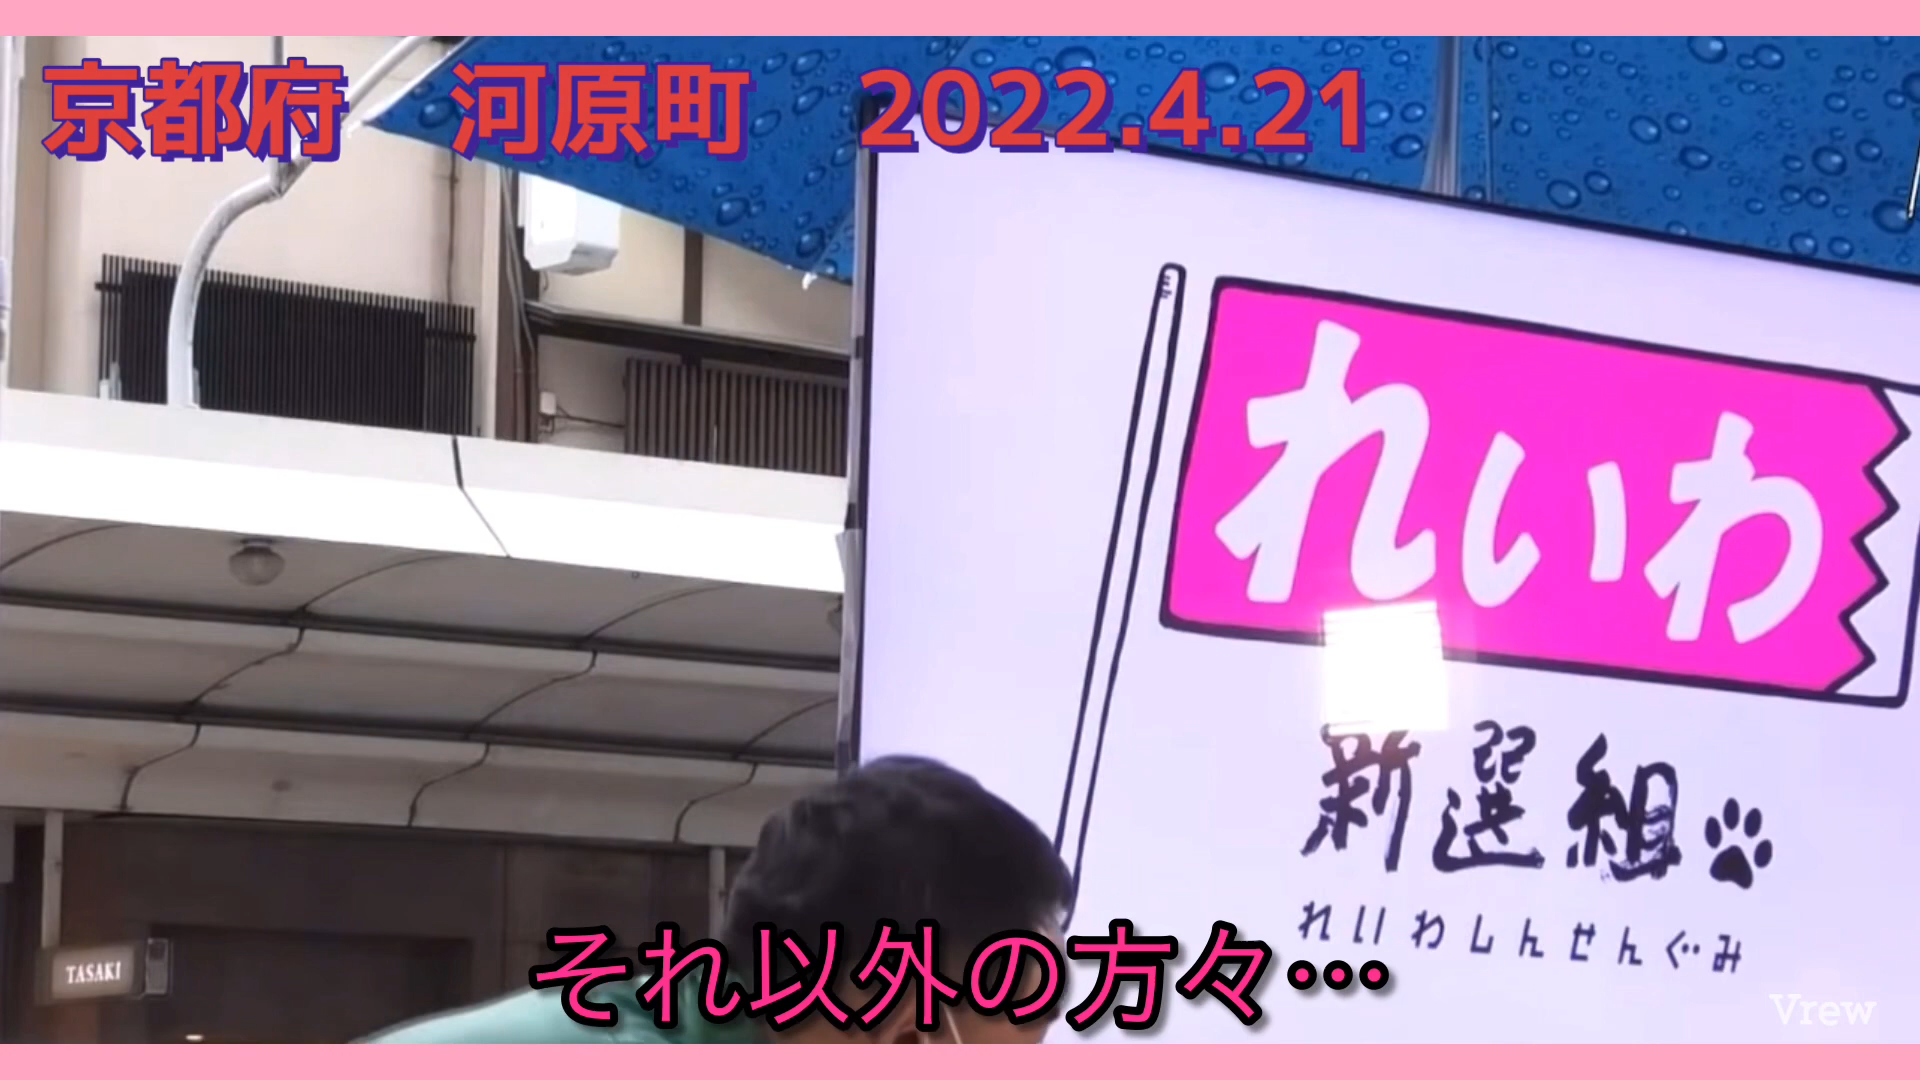 京都府　河原町　2022.4.21
れいわ
新選組
れいわしんせんぐみ
TASAKI
それ以外の方々…
Vrew